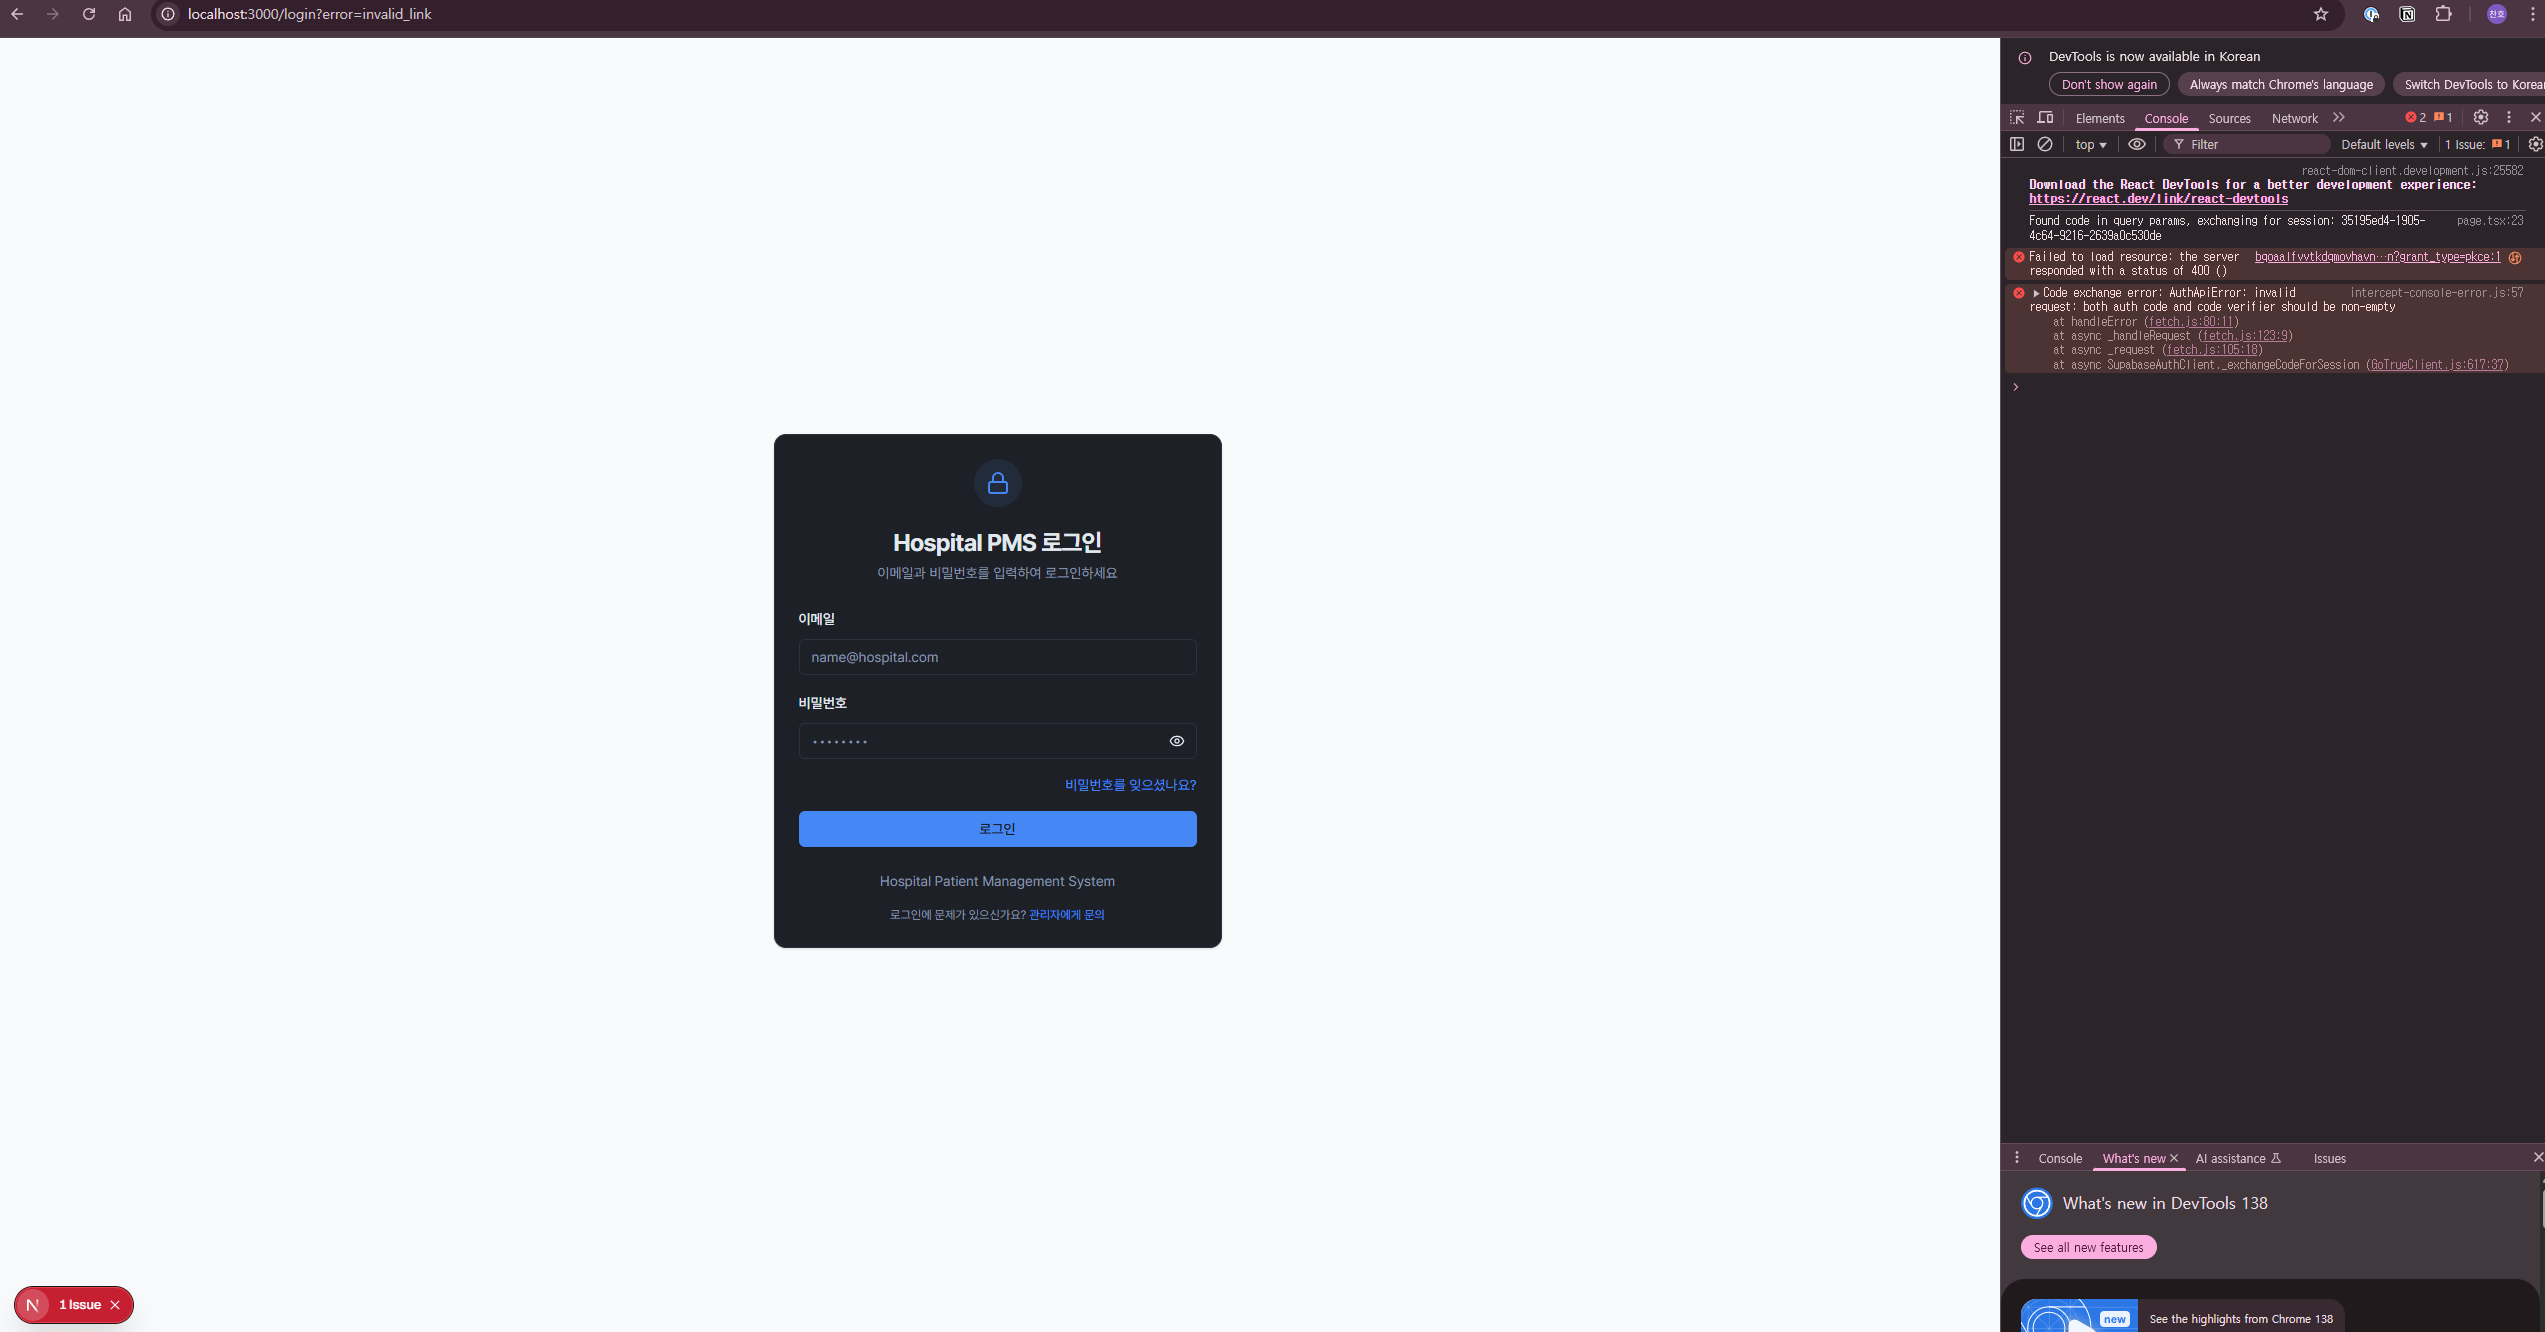 localhost:3000/login?error=invalid_link
찬호
DevTools is now available in Korean
Don't show again
Always match Chrome's language
Switch DevTools to Korean
Elements
Console
Sources
Network
2
1
top
Filter
Default levels
1 Issue:
1
react-dom-client.development.js:25582
Download the React DevTools for a better development experience:
https://react.dev/link/react-devtools
Found code in query params, exchanging for session: 35195ed4-1905-
page.tsx:23
4c64-9216-2639a0c530de
Failed to load resource: the server
bqoaalfvvtkdqmovhavn…n?grant_type=pkce:1
responded with a status of 400 ()
Code exchange error: AuthApiError: invalid
intercept-console-error.js:57
request: both auth code and code verifier should be non-empty
at handleError (fetch.js:80:11)
at async _handleRequest (fetch.js:123:9)
at async _request (fetch.js:105:18)
at async SupabaseAuthClient._exchangeCodeForSession (GoTrueClient.js:617:37)
Hospital PMS 로그인
이메일과 비밀번호를 입력하여 로그인하세요
이메일
name@hospital.com
비밀번호
••••••••
비밀번호를 잊으셨나요?
로그인
Hospital Patient Management System
로그인에 문제가 있으신가요? 관리자에게 문의
Console
What's new
AI assistance
Issues
What's new in DevTools 138
See all new features
new
See the highlights from Chrome 138
N
1 Issue